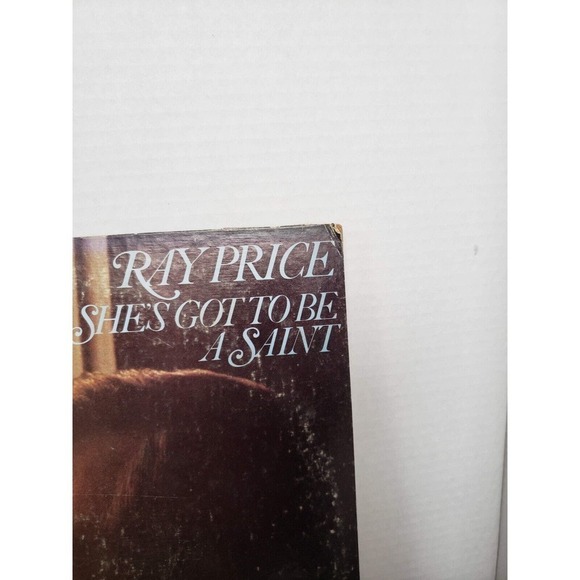 RAY PRICE
SHE'S GOT TO BE
A SAINT